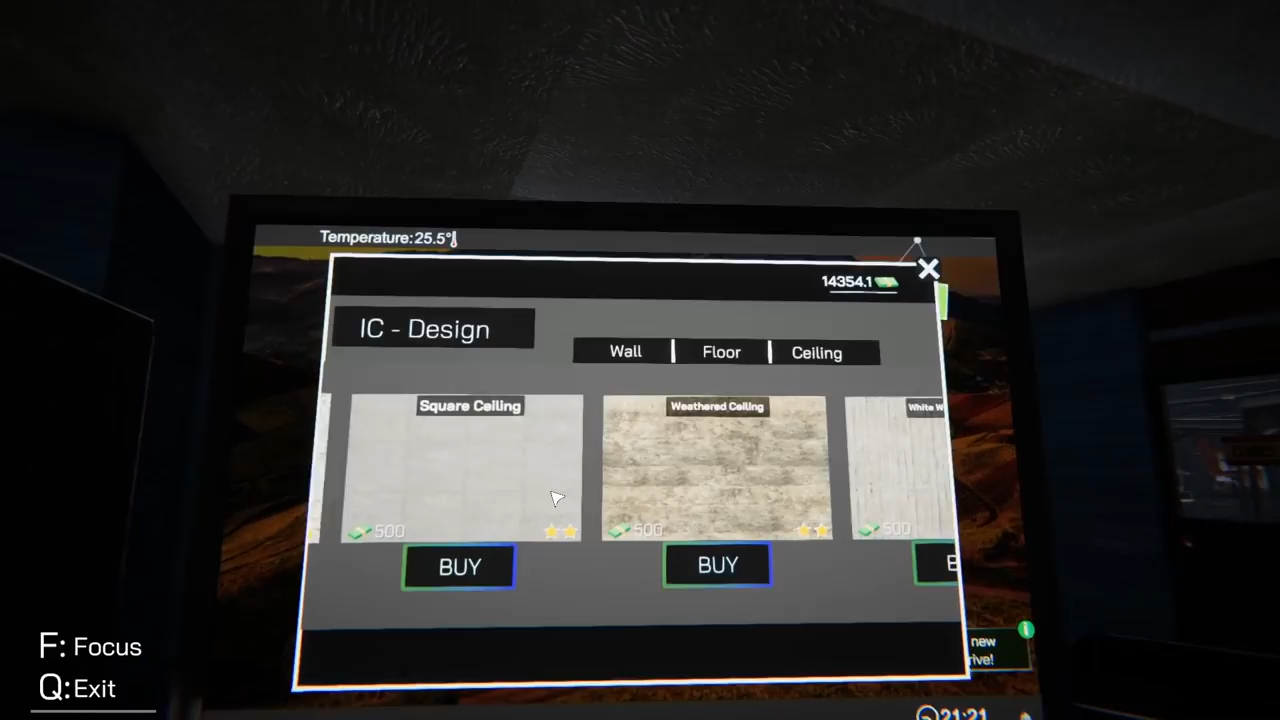 Temperature:25.5°
14354.1
IC - Design
Wall
Floor
Ceiling
Square Ceiling
Weathered Ceiling
White W
500
500
500
BUY
BUY
new
F: Focus
Q:Exit
21:21